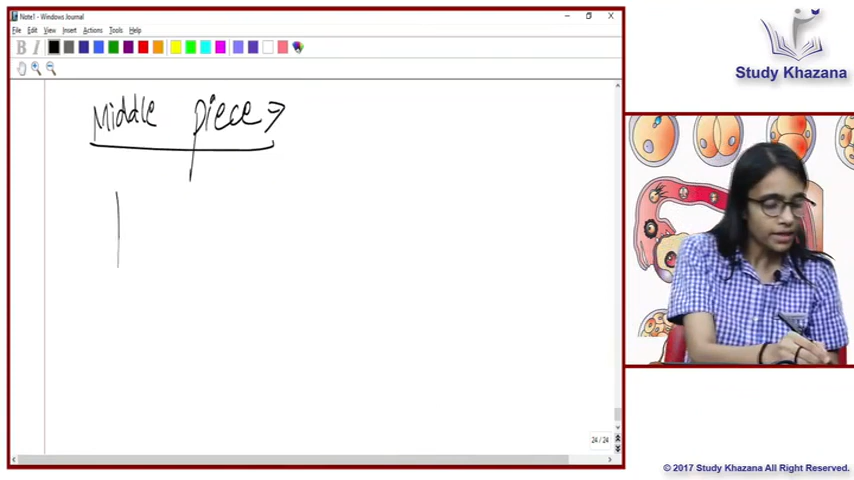 Note1 - Windows Journal
File Edit View Insert Actions Tools Help
B I
Middle piece →
24 / 24
Study Khazana
© 2017 Study Khazana All Right Reserved.